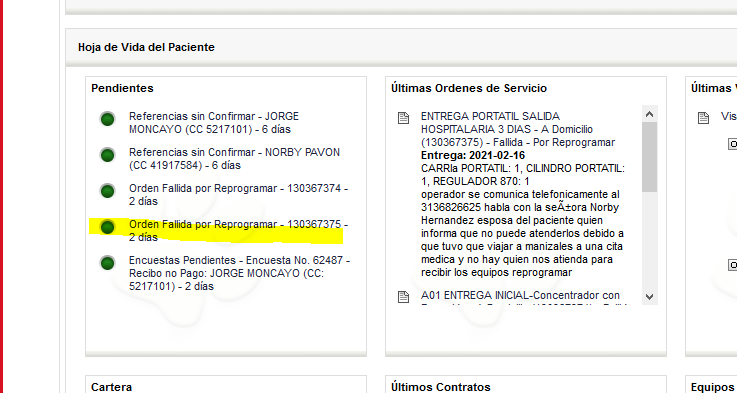 Hoja de Vida del Paciente
Pendientes
Referencias sin Confirmar - JORGE
MONCAYO (CC 5217101) - 6 días
Referencias sin Confirmar - NORBY PAVON
(CC 41917584) - 6 días
Orden Fallida por Reprogramar - 130367374 -
2 días
Orden Fallida por Reprogramar - 130367375 -
2 días
Encuestas Pendientes - Encuesta No. 62487 -
Recibo no Pago: JORGE MONCAYO (CC:
5217101) - 2 días
Últimas Ordenes de Servicio
ENTREGA PORTATIL SALIDA
HOSPITALARIA 3 DIAS - A Domicilio
(130367375) - Fallida - Por Reprogramar
Entrega: 2021-02-16
CARRIa PORTATIL: 1, CILINDRO PORTATIL:
1, REGULADOR 870: 1
operador se comunica telefonicamente al
3136826625 habla con la seÃ±ora Norby
Hernandez esposa del paciente quien
informa que no puede atenderlos debido a
que tuvo que viajar a manizales a una cita
medica y no hay quien nos atienda para
recibir los equipos reprogramar
A01 ENTREGA INICIAL-Concentrador con
Últimas
Vis
Cartera
Últimos Contratos
Equipos